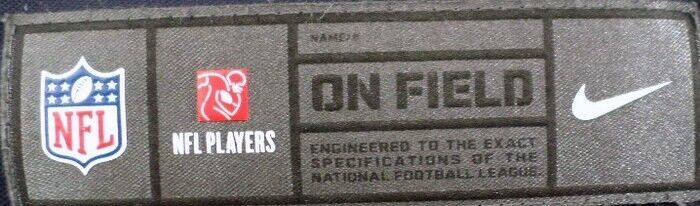 NFL
NFL PLAYERS
NAME/#
ON FIELD
ENGINEERED TO THE EXACT
SPECIFICATIONS OF THE
NATIONAL FOOTBALL LEAGUE.